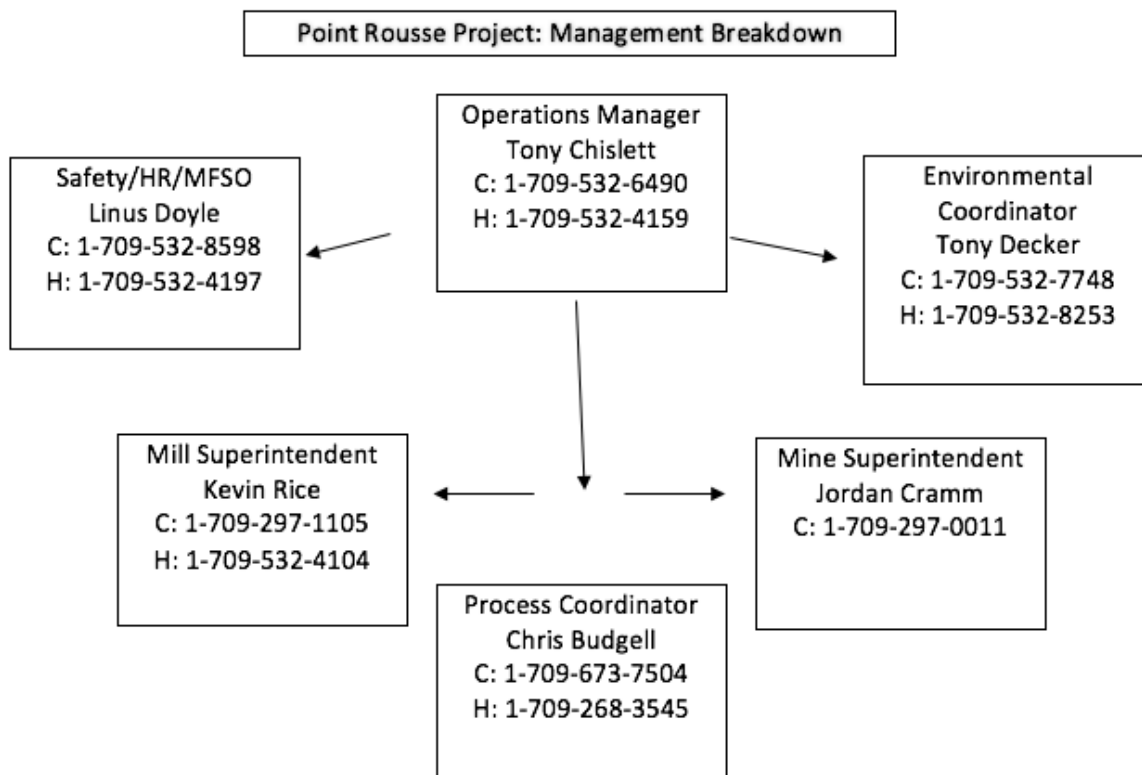 Point Rousse Project: Management Breakdown
Operations Manager
Tony Chislett
C: 1-709-532-6490
H: 1-709-532-4159
Safety/HR/MFSO
Linus Doyle
C: 1-709-532-8598
H: 1-709-532-4197
Environmental
Coordinator
Tony Decker
C: 1-709-532-7748
H: 1-709-532-8253
Mill Superintendent
Kevin Rice
C: 1-709-297-1105
H: 1-709-532-4104
Mine Superintendent
Jordan Cramm
C: 1-709-297-0011
Process Coordinator
Chris Budgell
C: 1-709-673-7504
H: 1-709-268-3545